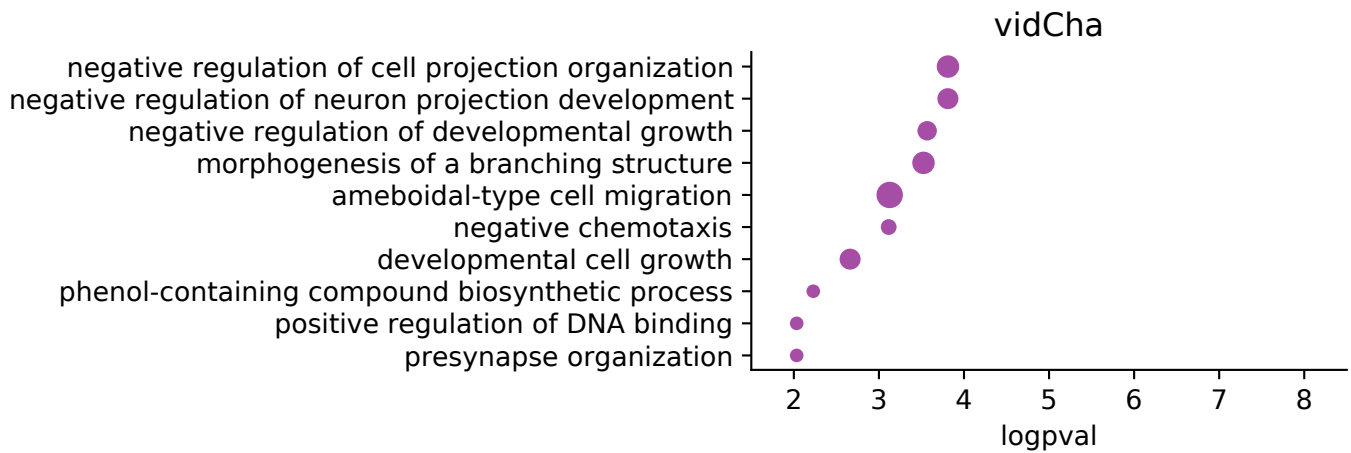 vidCha
negative regulation of cell projection organization
negative regulation of neuron projection development
negative regulation of developmental growth
morphogenesis of a branching structure
ameboidal-type cell migration
negative chemotaxis
developmental cell growth
phenol-containing compound biosynthetic process
positive regulation of DNA binding
presynapse organization
2 3 4 5 6 7 8
logpval